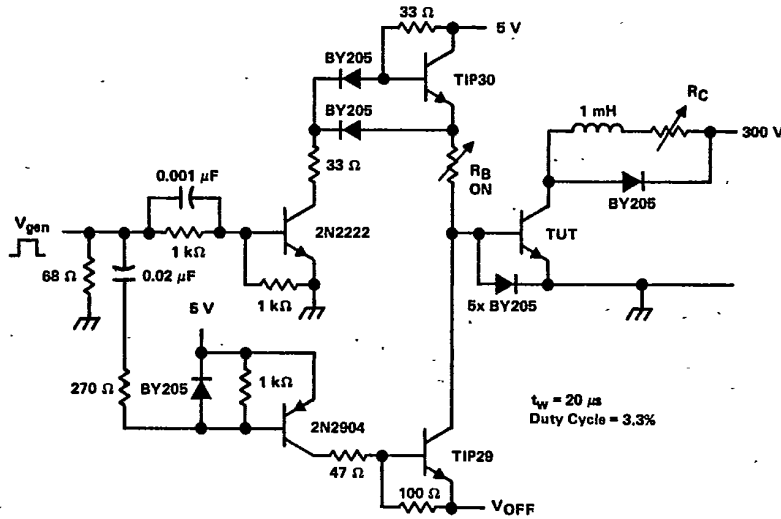 33 Ω
5 V
BY205
TIP30
BY205
1 mH
R_C
300 V
33 Ω
R_B
ON
BY205
0.001 µF
V_gen
1 kΩ
2N2222
TUT
68 Ω
0.02 µF
1 kΩ
5x BY205
5 V
270 Ω
BY205
1 kΩ
2N2904
t_w = 20 µs
Duty Cycle = 3.3%
47 Ω
TIP29
100 Ω
V_OFF